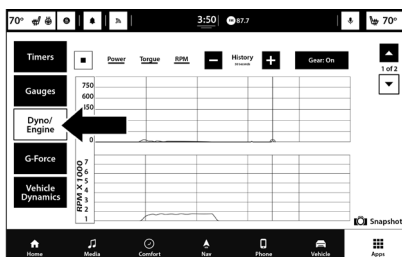 70° 3:50 87.7 70°
Timers
Gauges
Dyno/
Engine
G-Force
Vehicle
Dynamics
Power Torque RPM
History
Gear: On
1 of 2
750
600
450
0
RPM X 1000
7
6
5
4
3
2
1
Snapshot
Home Media Comfort Nav Phone Vehicle Apps